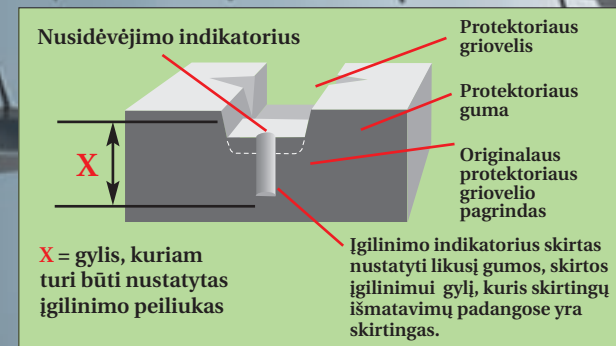 Nusidėvėjimo indikatorius
Protektoriaus
griovelis
Protektoriaus
guma
Originalaus
protektoriaus
griovelio
pagrindas
X
X = gylis, kuriam
turi būti nustatytas
įgilinimo peiliukas
Įgilinimo indikatorius skirtas
nustatyti likusį gumos, skirtos
įgilinimui gylį, kuris skirtingų
išmatavimų padangose yra
skirtingas.